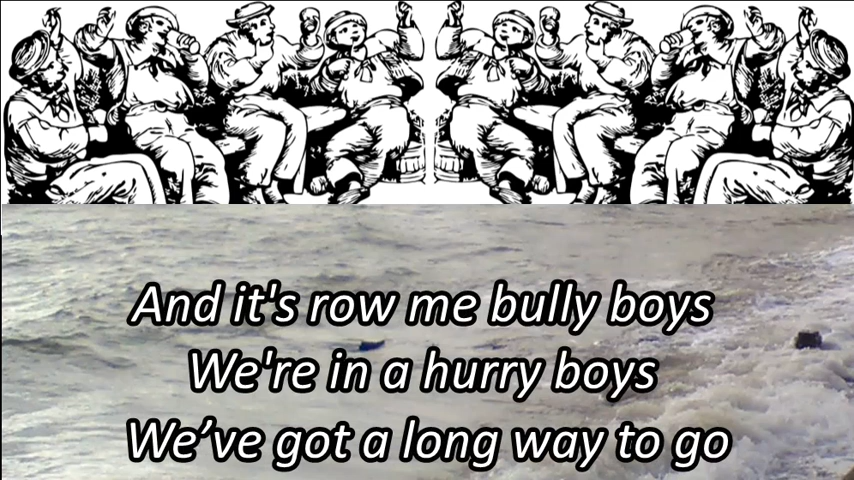 And it's row me bully boys
We're in a hurry boys
We’ve got a long way to go